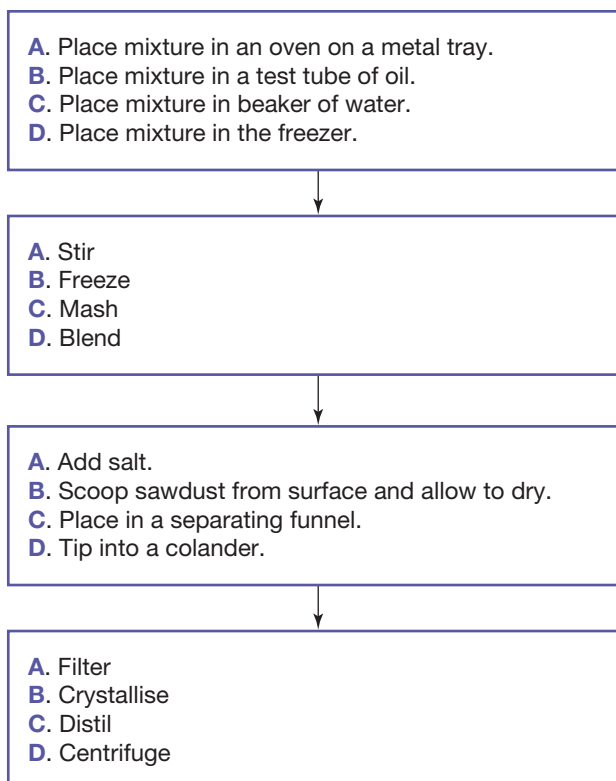 A. Place mixture in an oven on a metal tray.
B. Place mixture in a test tube of oil.
C. Place mixture in beaker of water.
D. Place mixture in the freezer.
A. Stir
B. Freeze
C. Mash
D. Blend
A. Add salt.
B. Scoop sawdust from surface and allow to dry.
C. Place in a separating funnel.
D. Tip into a colander.
A. Filter
B. Crystallise
C. Distil
D. Centrifuge